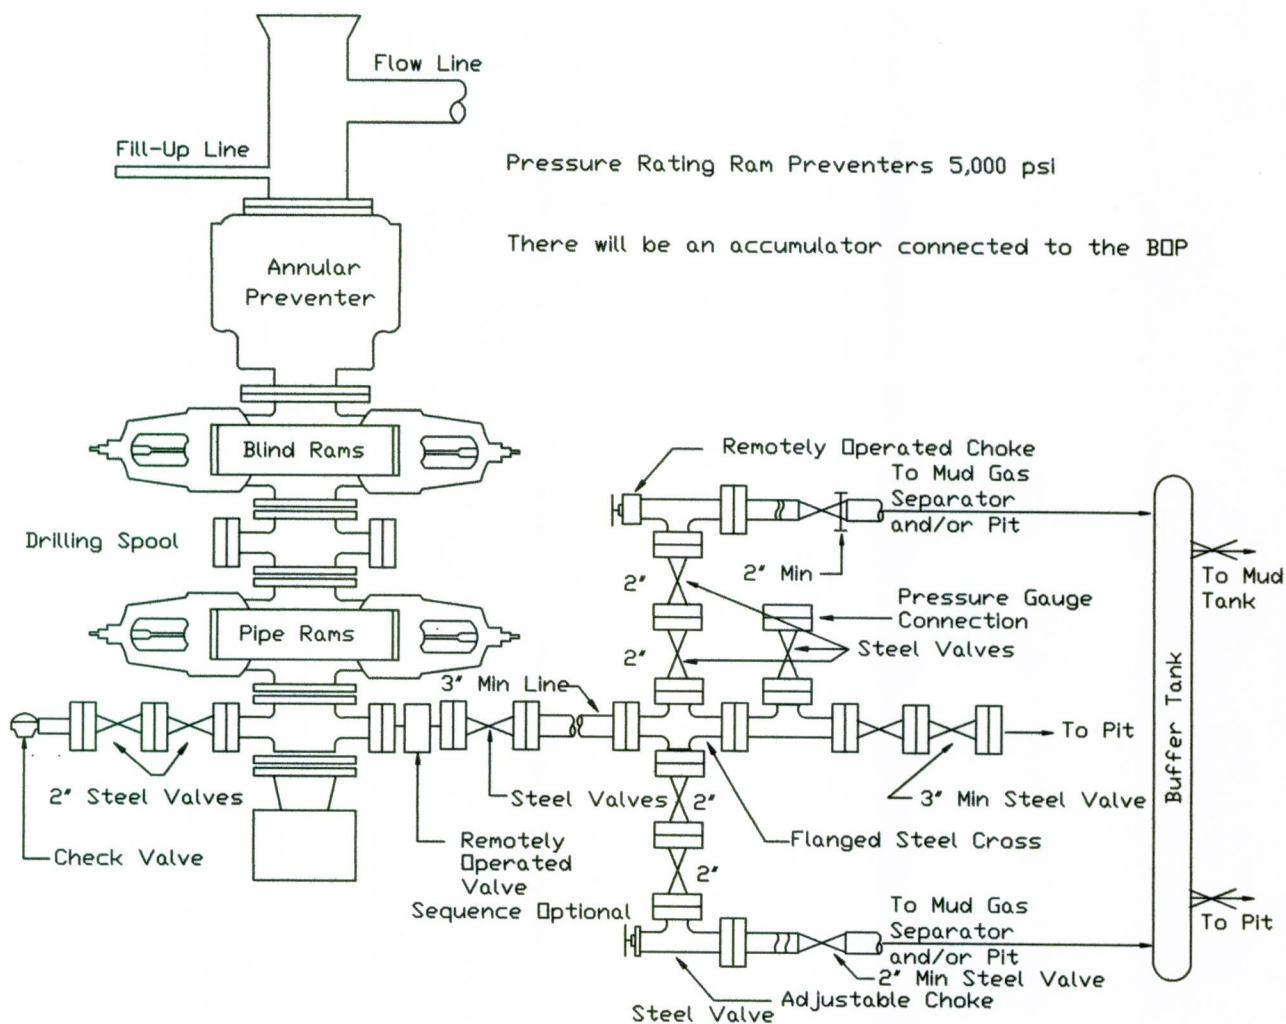 Flow Line
Fill-Up Line
Pressure Rating Ram Preventers 5,000 psi
There will be an accumulator connected to the BOP
Annular
Preventer
Blind Rams
Remotely Operated Choke
To Mud Gas
Separator
and/or Pit
Drilling Spool
2" Min
2"
To Mud
Tank
Pressure Gauge
Connection
Pipe Rams
2"
Steel Valves
3" Min Line
Buffer Tank
To Pit
2" Steel Valves
Steel Valves
2"
3" Min Steel Valve
Check Valve
Remotely
Operated
Valve
Sequence Optional
Flanged Steel Cross
2"
To Mud Gas
Separator
and/or Pit
To Pit
2" Min Steel Valve
Adjustable Choke
Steel Valve